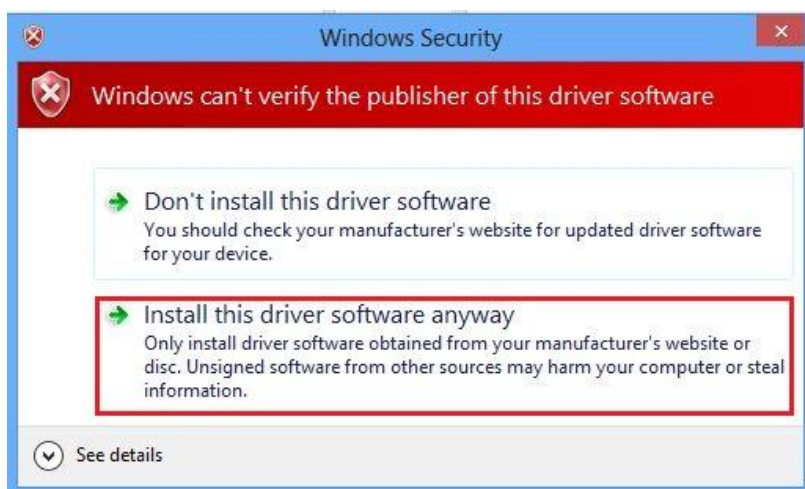 Windows Security
Windows can't verify the publisher of this driver software
Don't install this driver software
You should check your manufacturer's website for updated driver software
for your device.
Install this driver software anyway
Only install driver software obtained from your manufacturer's website or
disc. Unsigned software from other sources may harm your computer or steal
information.
See details